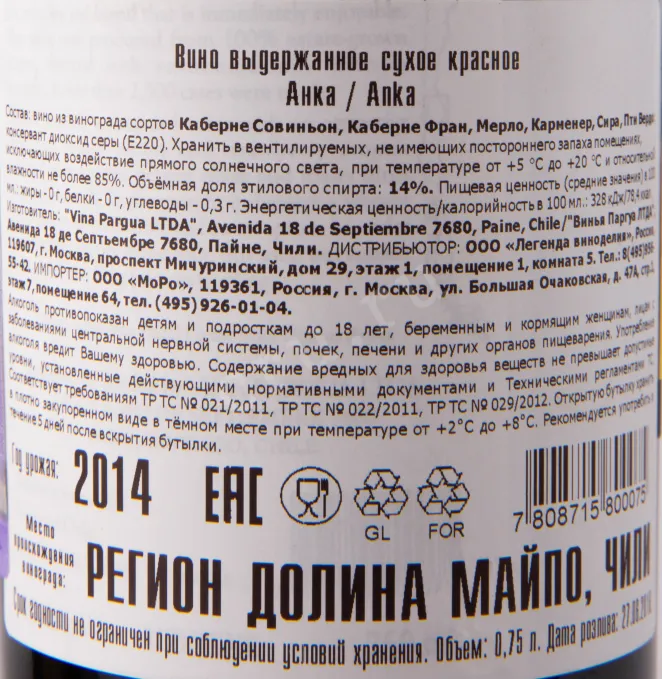 Вино выдержанное сухое красное
Анка / Anka
Состав: вино из винограда сортов Каберне Совиньон, Каберне Фран, Мерло, Карменер, Сира, Пти Вердо,
консервант диоксид серы (Е220). Хранить в вентилируемых, не имеющих постороннего запаха помещениях,
исключающих воздействие прямого солнечного света, при температуре от +5 °С до +20 °С и относительной
влажности не более 85%. Объёмная доля этилового спирта: 14%. Пищевая ценность (средние значения) в 100
мл.: жиры - 0 г, белки - 0 г, углеводы - 0,3 г. Энергетическая ценность/калорийность в 100 мл.: 328 кДж/78,4 ккал.
Изготовитель: "Vina Pargua LTDA", Avenida 18 de Septiembre 7680, Paine, Chile/"Винья Паргуа ЛТДА",
Авенида 18 де Септьембре 7680, Пайне, Чили. ДИСТРИБЬЮТОР: ООО «Легенда виноделия», Россия,
119607, г. Москва, проспект Мичуринский, дом 29, этаж 1, помещение 1, комната 5. Тел.: 8(495)956-
55-42. ИМПОРТЕР: ООО «МоРо», 119361, Россия, г. Москва, ул. Большая Очаковская, д. 47А, стр.
этаж 7, помещение 64, тел. (495) 926-01-04.
Алкоголь противопоказан детям и подросткам до 18 лет, беременным и кормящим женщинам, лицам с
заболеваниями центральной нервной системы, почек, печени и других органов пищеварения. Употребление
алкоголя вредит Вашему здоровью. Содержание вредных для здоровья веществ не превышает допустимые
уровни, установленные действующими нормативными документами и Техническими регламентами ТС.
Соответствует требованиям ТР ТС № 021/2011, ТР ТС № 022/2011, ТР ТС № 029/2012. Открытую бутылку хранить
в плотно закупоренном виде в тёмном месте при температуре от +2°С до +8°С. Рекомендуется употребить в
течение 5 дней после вскрытия бутылки.
Год урожая: 2014 EAC
GL FOR
7 808715 800075
Место
происхождения
винограда:
РЕГИОН ДОЛИНА МАЙПО, ЧИЛИ
Срок годности не ограничен при соблюдении условий хранения. Объем: 0,75 л. Дата розлива: